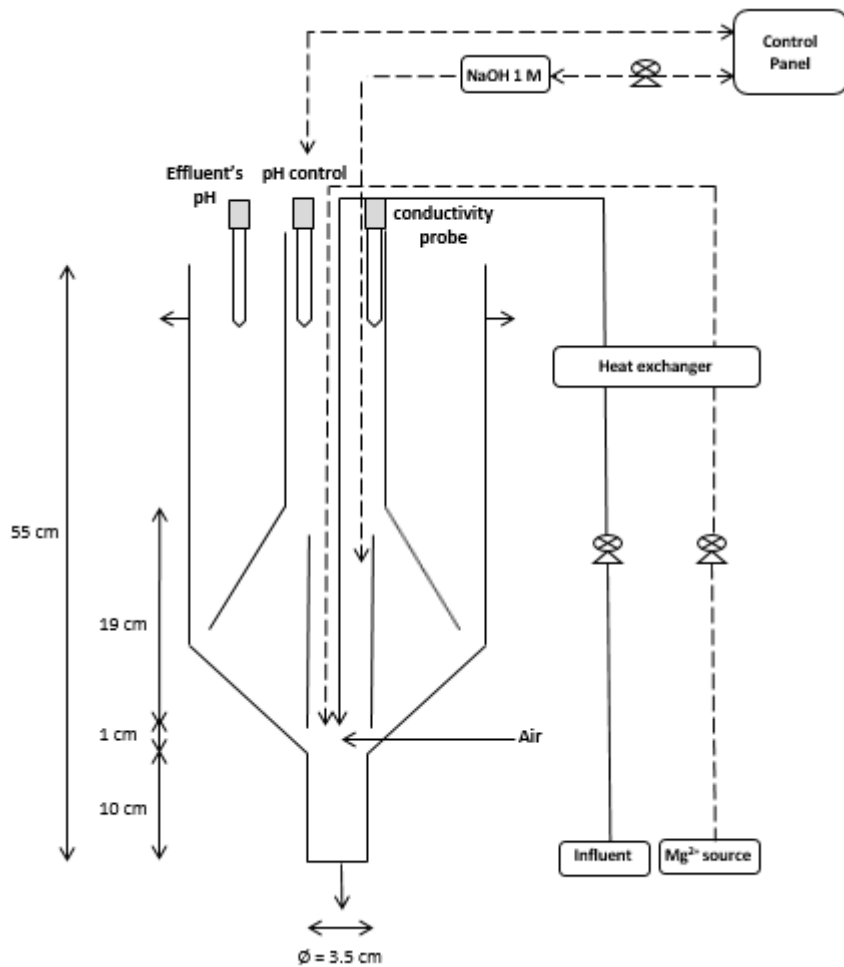 Control
Panel
NaOH 1 M
Effluent's
pH
pH control
conductivity
probe
Heat exchanger
55 cm
19 cm
1 cm
Air
10 cm
Influent
Mg²⁺ source
Ø = 3.5 cm